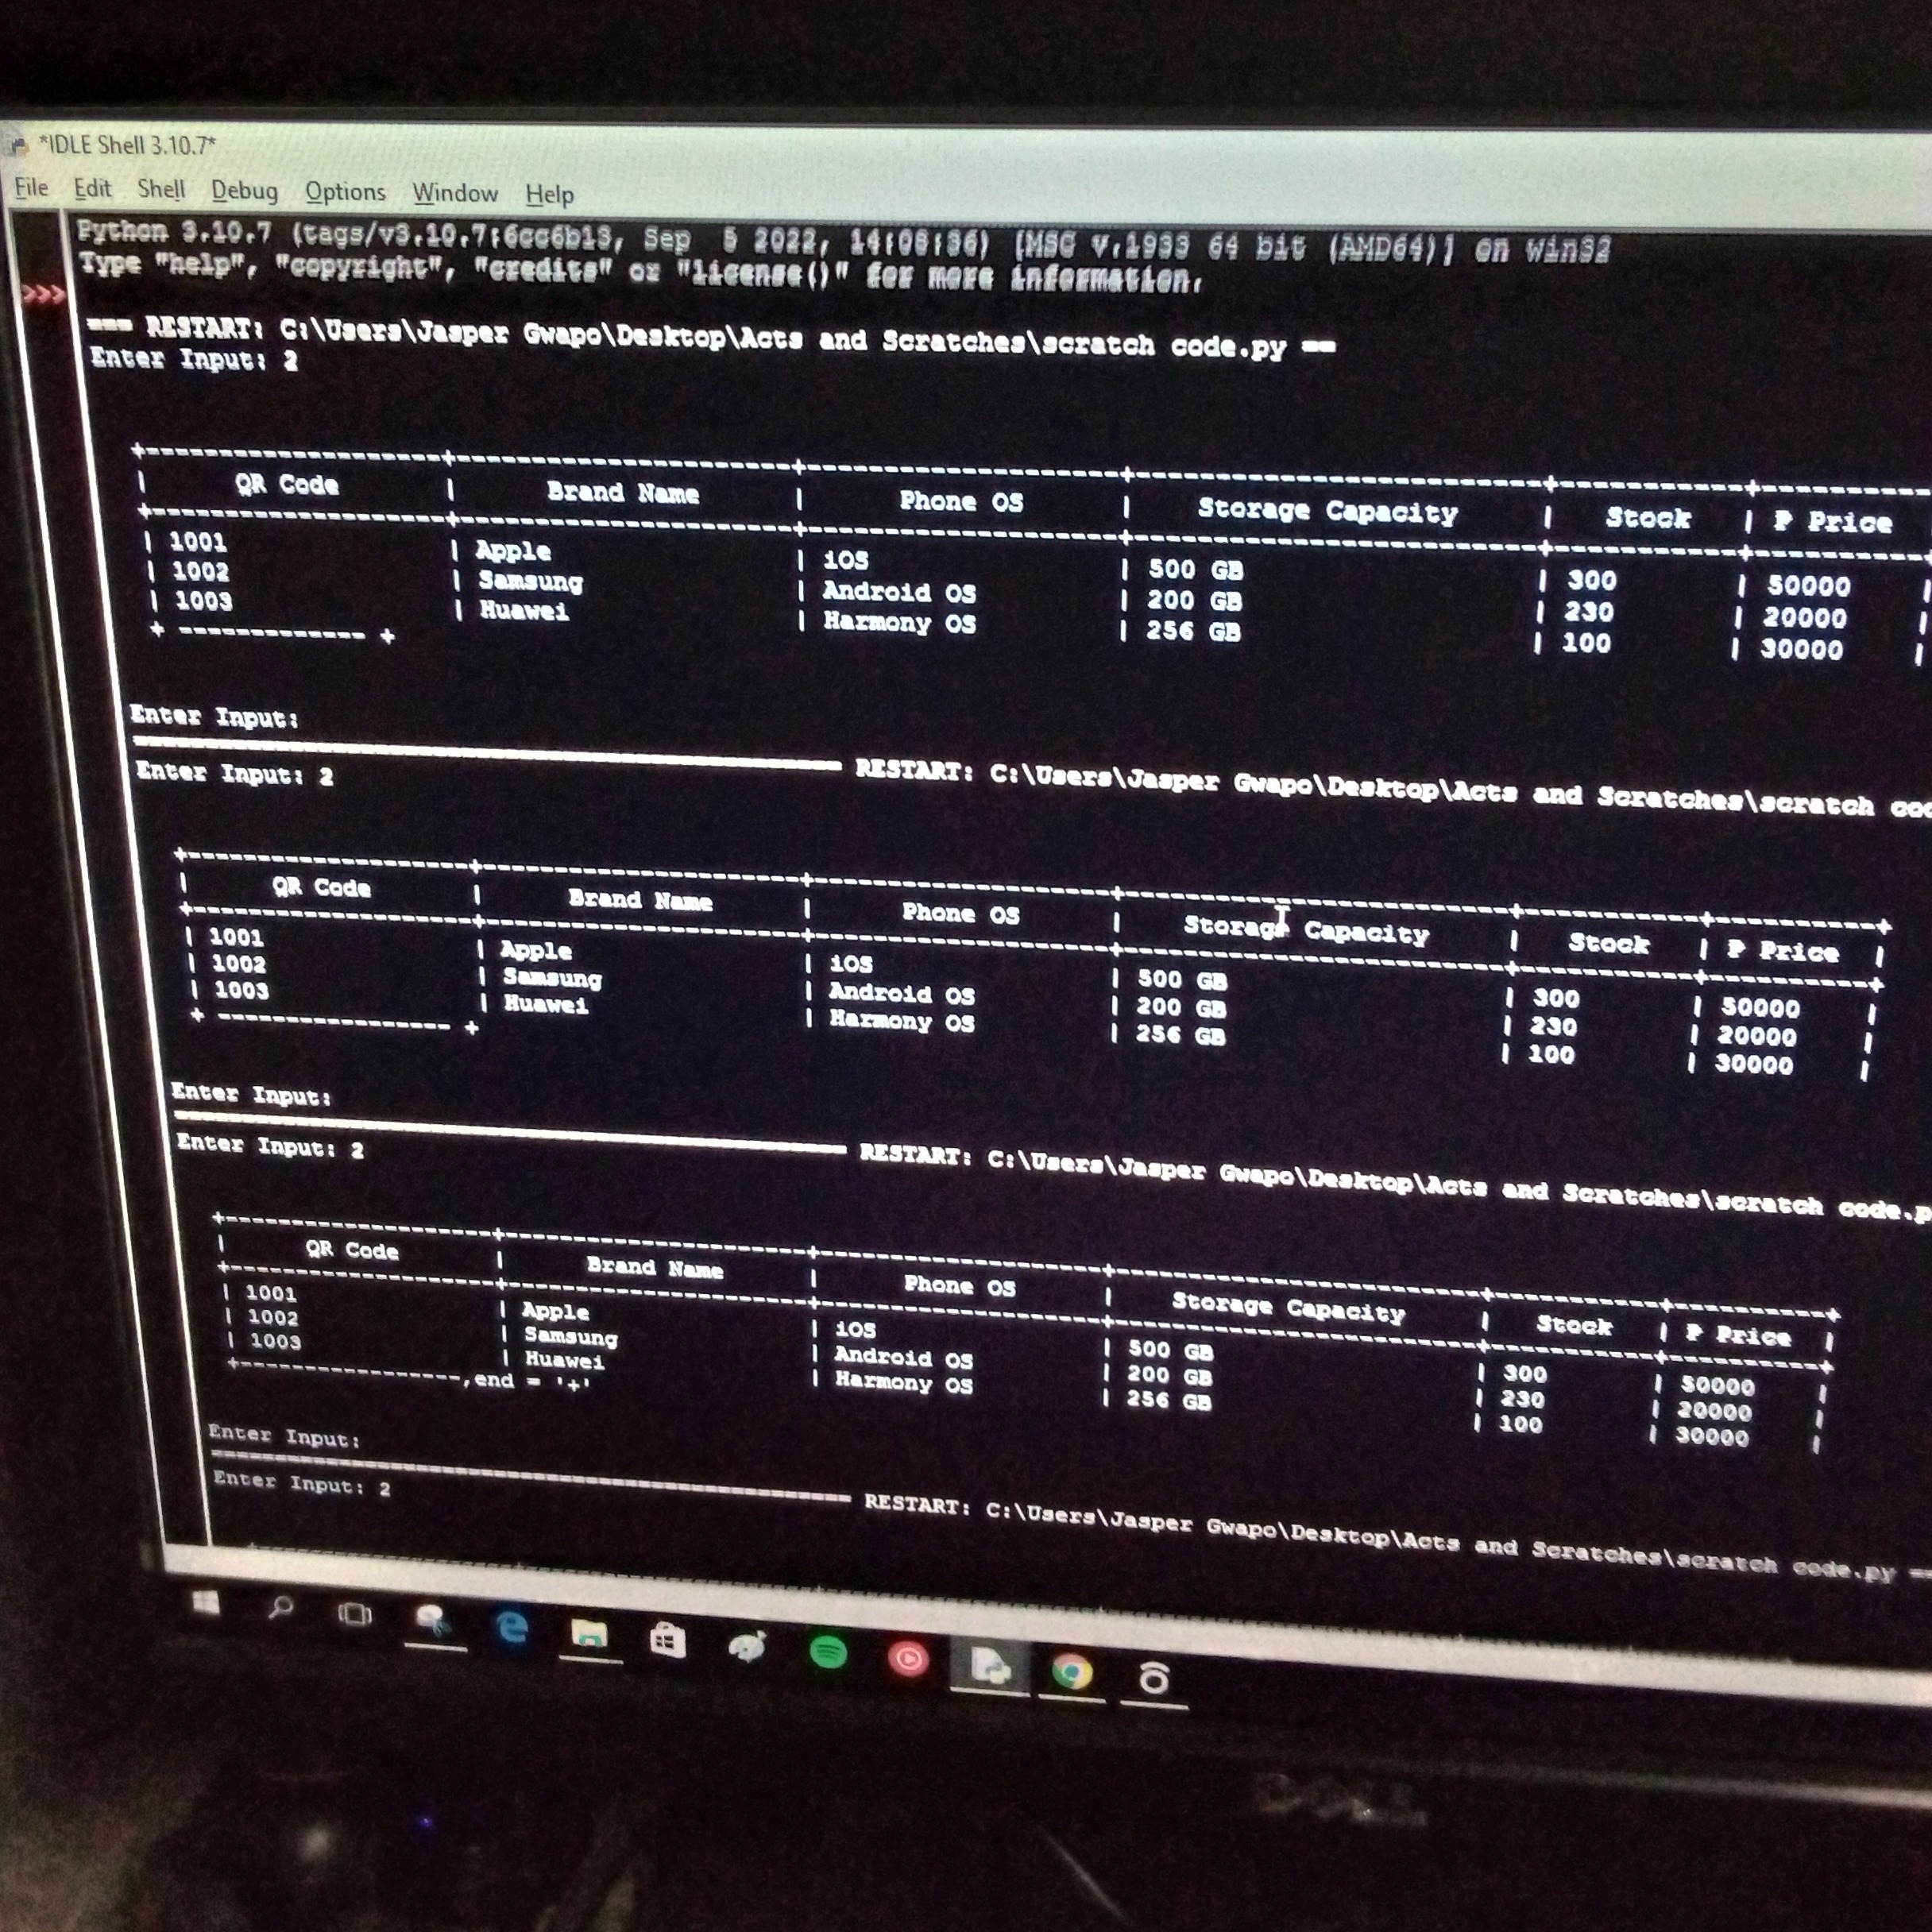 *IDLE Shell 3.10.7*
File Edit Shell Debug Options Window Help
Python 3.10.7 (tags/v3.10.7:6cc6b13, Sep  5 2022, 14:08:36) [MSC v.1933 64 bit (AMD64)] on win32
Type "help", "copyright", "credits" or "license()" for more information.
>>>
=== RESTART: C:\Users\Jasper Gwapo\Desktop\Acts and Scratches\scratch code.py ==
Enter Input: 2
| QR Code | Brand Name | Phone OS | Storage Capacity | Stock | ₱ Price
| 1001 | Apple | iOS | 500 GB | 300 | 50000 |
| 1002 | Samsung | Android OS | 200 GB | 230 | 20000 |
| 1003 | Huawei | Harmony OS | 256 GB | 100 | 30000 |
+ ------------- +
Enter Input:
RESTART: C:\Users\Jasper Gwapo\Desktop\Acts and Scratches\scratch co
Enter Input: 2
| QR Code | Brand Name | Phone OS | Storage Capacity | Stock | ₱ Price |
| 1001 | Apple | iOS | 500 GB | 300 | 50000 |
| 1002 | Samsung | Android OS | 200 GB | 230 | 20000 |
| 1003 | Huawei | Harmony OS | 256 GB | 100 | 30000 |
+ ----------------- +
Enter Input:
RESTART: C:\Users\Jasper Gwapo\Desktop\Acts and Scratches\scratch code.p
Enter Input: 2
| QR Code | Brand Name | Phone OS | Storage Capacity | Stock | ₱ Price |
| 1001 | Apple | iOS | 500 GB | 300 | 50000 |
| 1002 | Samsung | Android OS | 200 GB | 230 | 20000 |
| 1003 | Huawei | Harmony OS | 256 GB | 100 | 30000 |
+-----------------,end = '+'
Enter Input:
RESTART: C:\Users\Jasper Gwapo\Desktop\Acts and Scratches\scratch code.py ==
Enter Input: 2
DELL